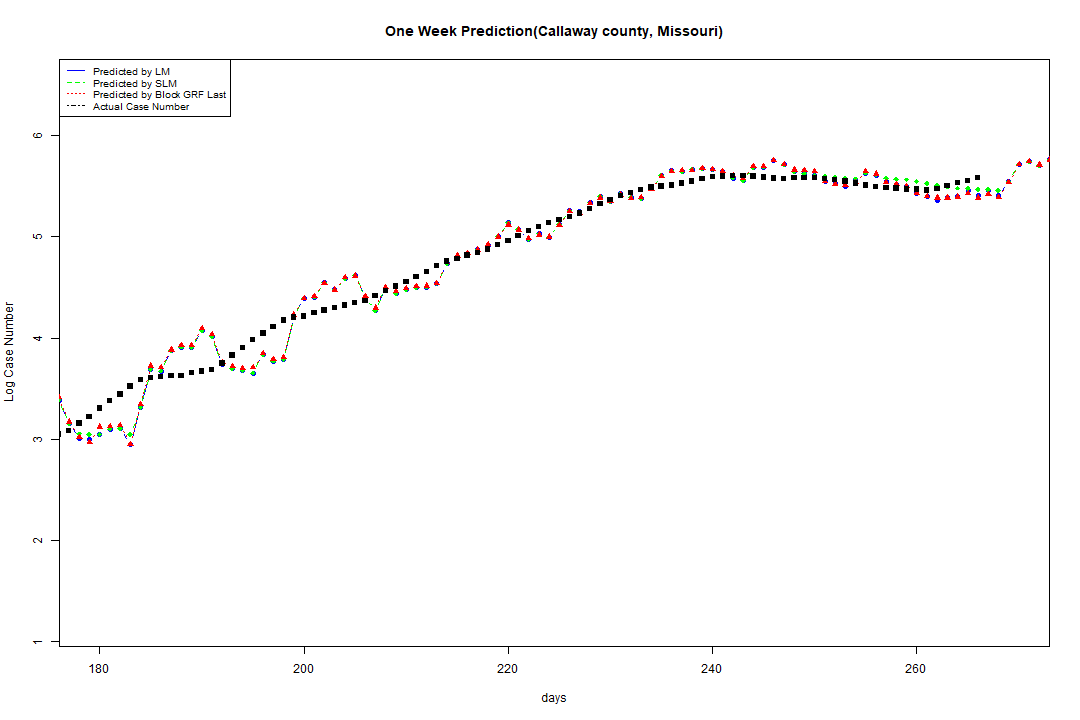 One Week Prediction(Callaway county, Missouri)
Predicted by LM
Predicted by SLM
Predicted by Block GRF Last
Actual Case Number
6
5
4
3
2
1
Log Case Number
180 200 220 240 260
days